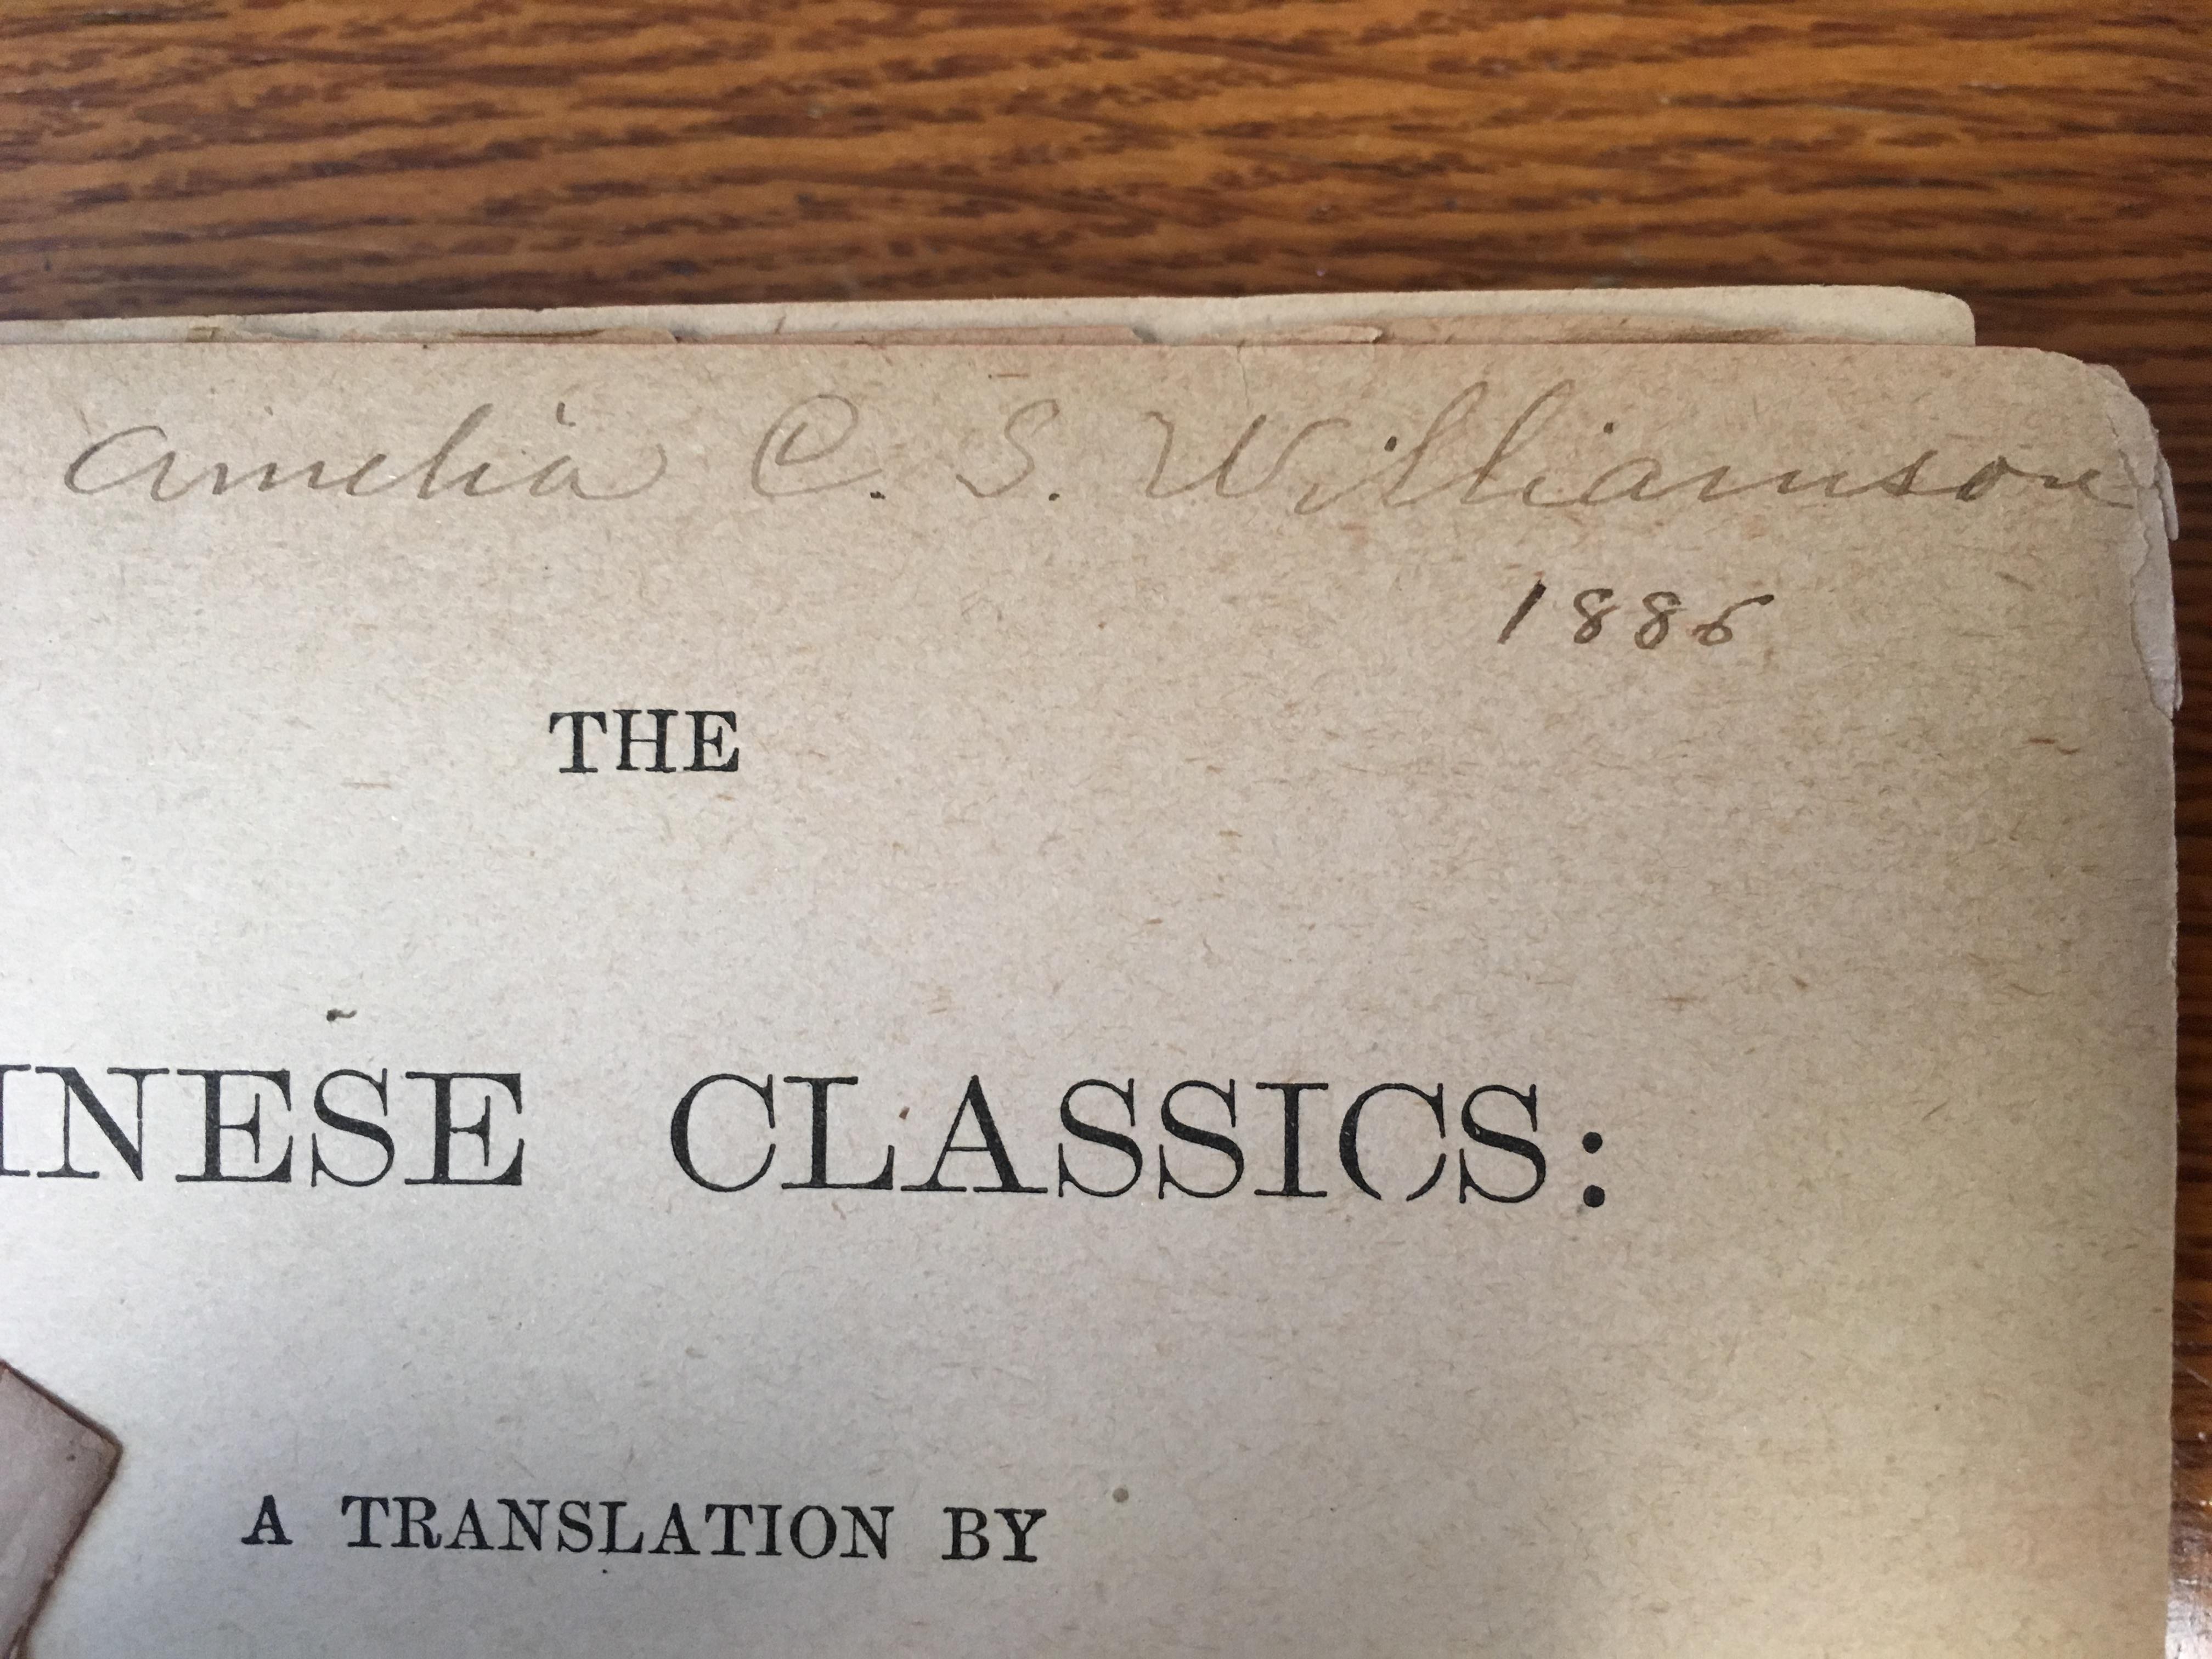 Amelia C. S. Williamson
1886
THE
INESE CLASSICS:
A TRANSLATION BY